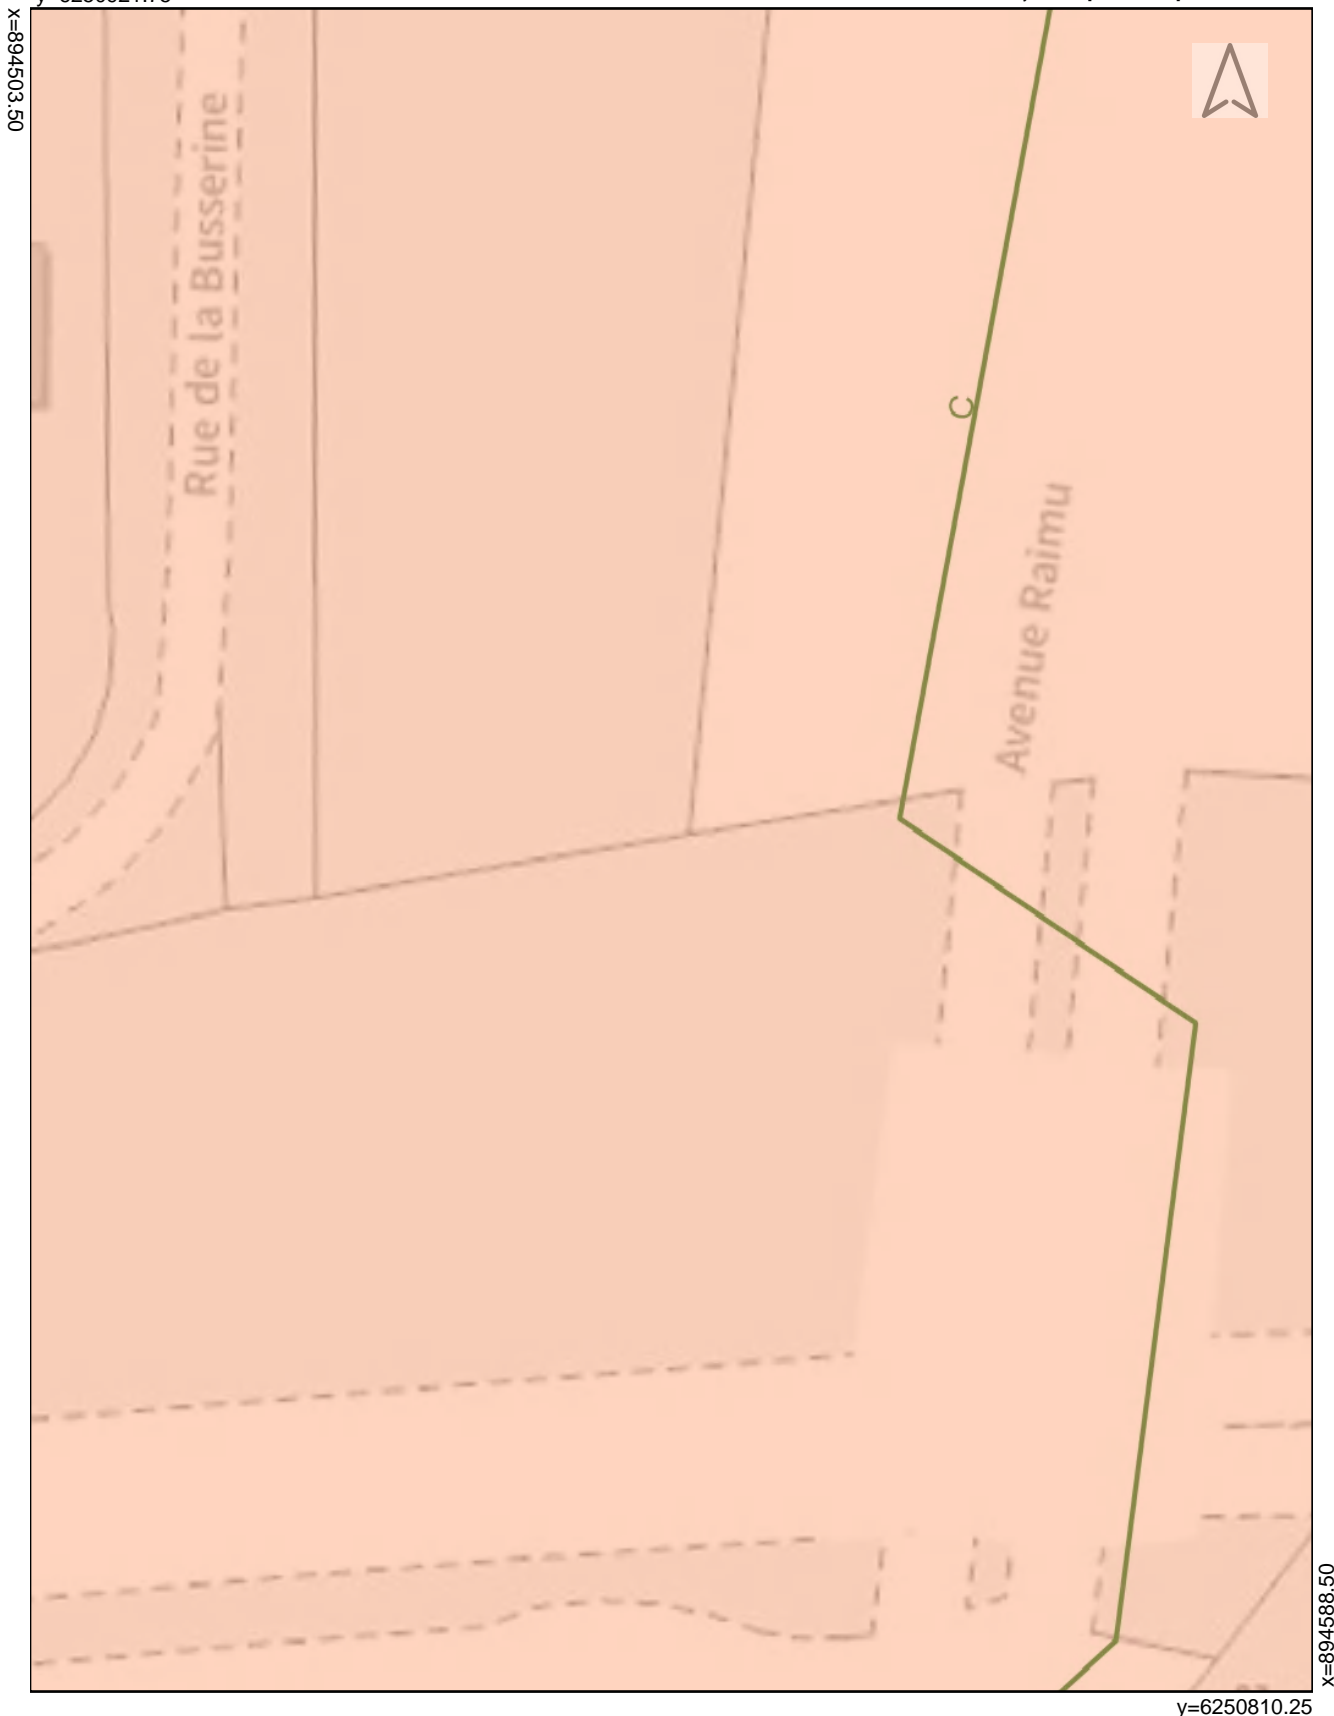 x=894503.50
Rue de la Busserine
C
Avenue Raimu
x=894588.50
y=6250810.25